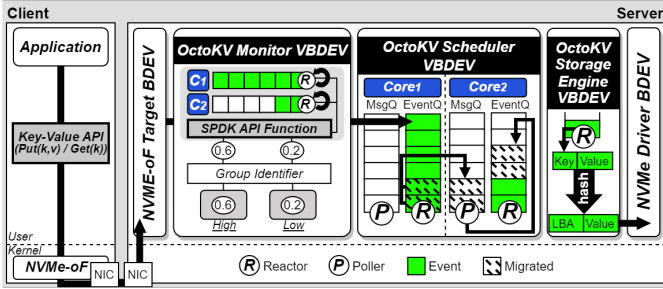 Client
Server
Application
Key-Value API
(Put(k,v) / Get(k))
User
Kernel
NVMe-oF
NIC
NIC
NVME-oF Target BDEV
OctoKV Monitor VBDEV
C1
R
C2
R
SPDK API Function
0.6
0.2
Group Identifier
0.6
0.2
High
Low
OctoKV Scheduler
VBDEV
Core1
Core2
MsgQ
EventQ
MsgQ
EventQ
P
R
P
R
OctoKV
Storage
Engine
VBDEV
R
Key
Value
hash
LBA
Value
NVMe Driver BDEV
R
Reactor
P
Poller
Event
Migrated